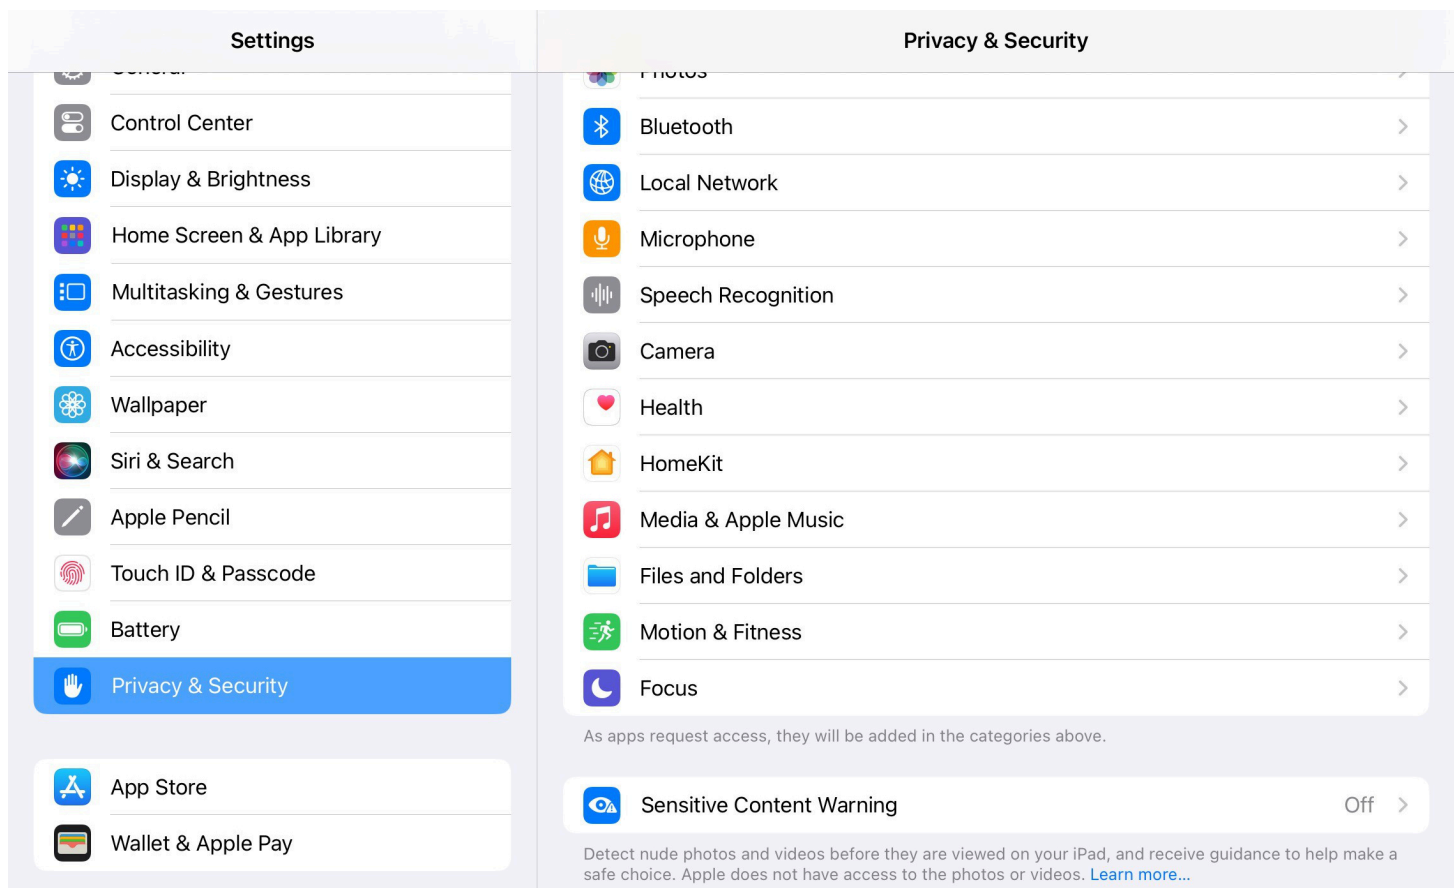 Settings
General
Control Center
Display & Brightness
Home Screen & App Library
Multitasking & Gestures
Accessibility
Wallpaper
Siri & Search
Apple Pencil
Touch ID & Passcode
Battery
Privacy & Security
App Store
Wallet & Apple Pay
Privacy & Security
Photos
Bluetooth
Local Network
Microphone
Speech Recognition
Camera
Health
HomeKit
Media & Apple Music
Files and Folders
Motion & Fitness
Focus
As apps request access, they will be added in the categories above.
Sensitive Content Warning Off
Detect nude photos and videos before they are viewed on your iPad, and receive guidance to help make a
safe choice. Apple does not have access to the photos or videos. Learn more...